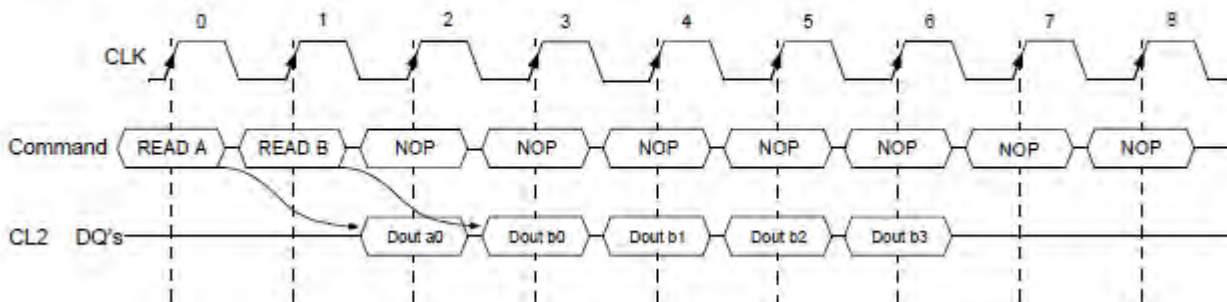 0 1 2 3 4 5 6 7 8
CLK
Command READ A READ B NOP NOP NOP NOP NOP NOP NOP
CL2 DQ's Dout a0 Dout b0 Dout b1 Dout b2 Dout b3